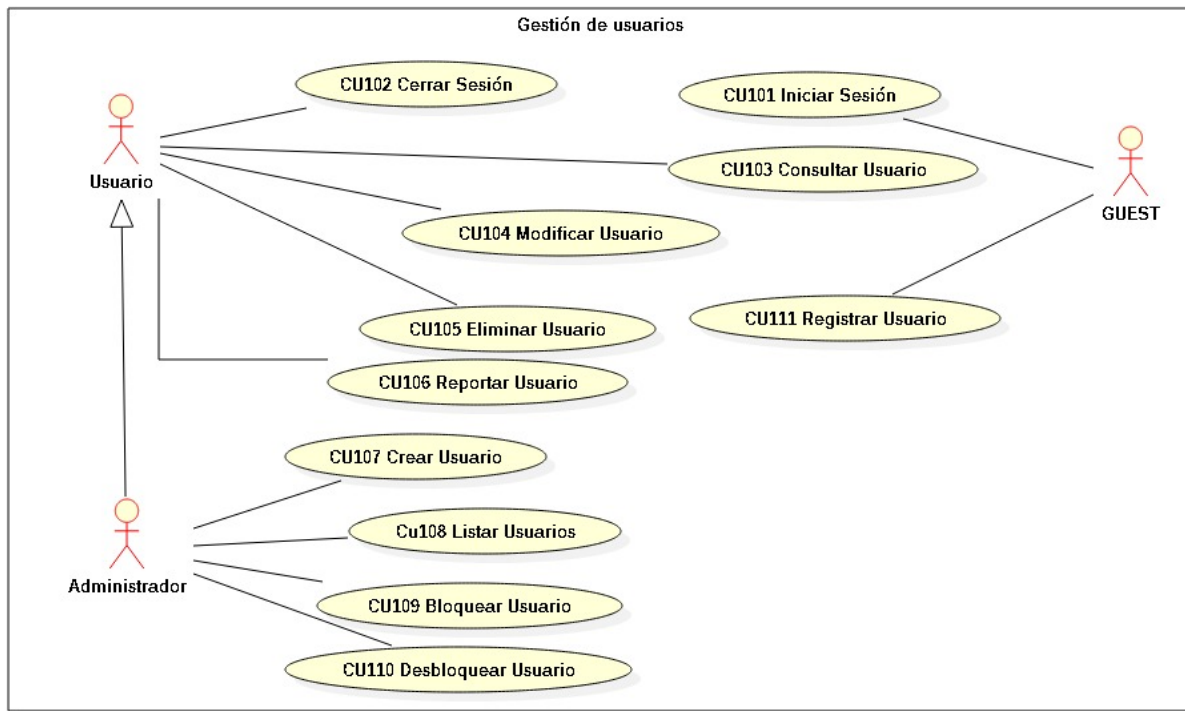 Gestión de usuarios
CU102 Cerrar Sesión
CU101 Iniciar Sesión
Usuario
CU103 Consultar Usuario
GUEST
CU104 Modificar Usuario
CU105 Eliminar Usuario
CU111 Registrar Usuario
CU106 Reportar Usuario
CU107 Crear Usuario
Cu108 Listar Usuarios
Administrador
CU109 Bloquear Usuario
CU110 Desbloquear Usuario